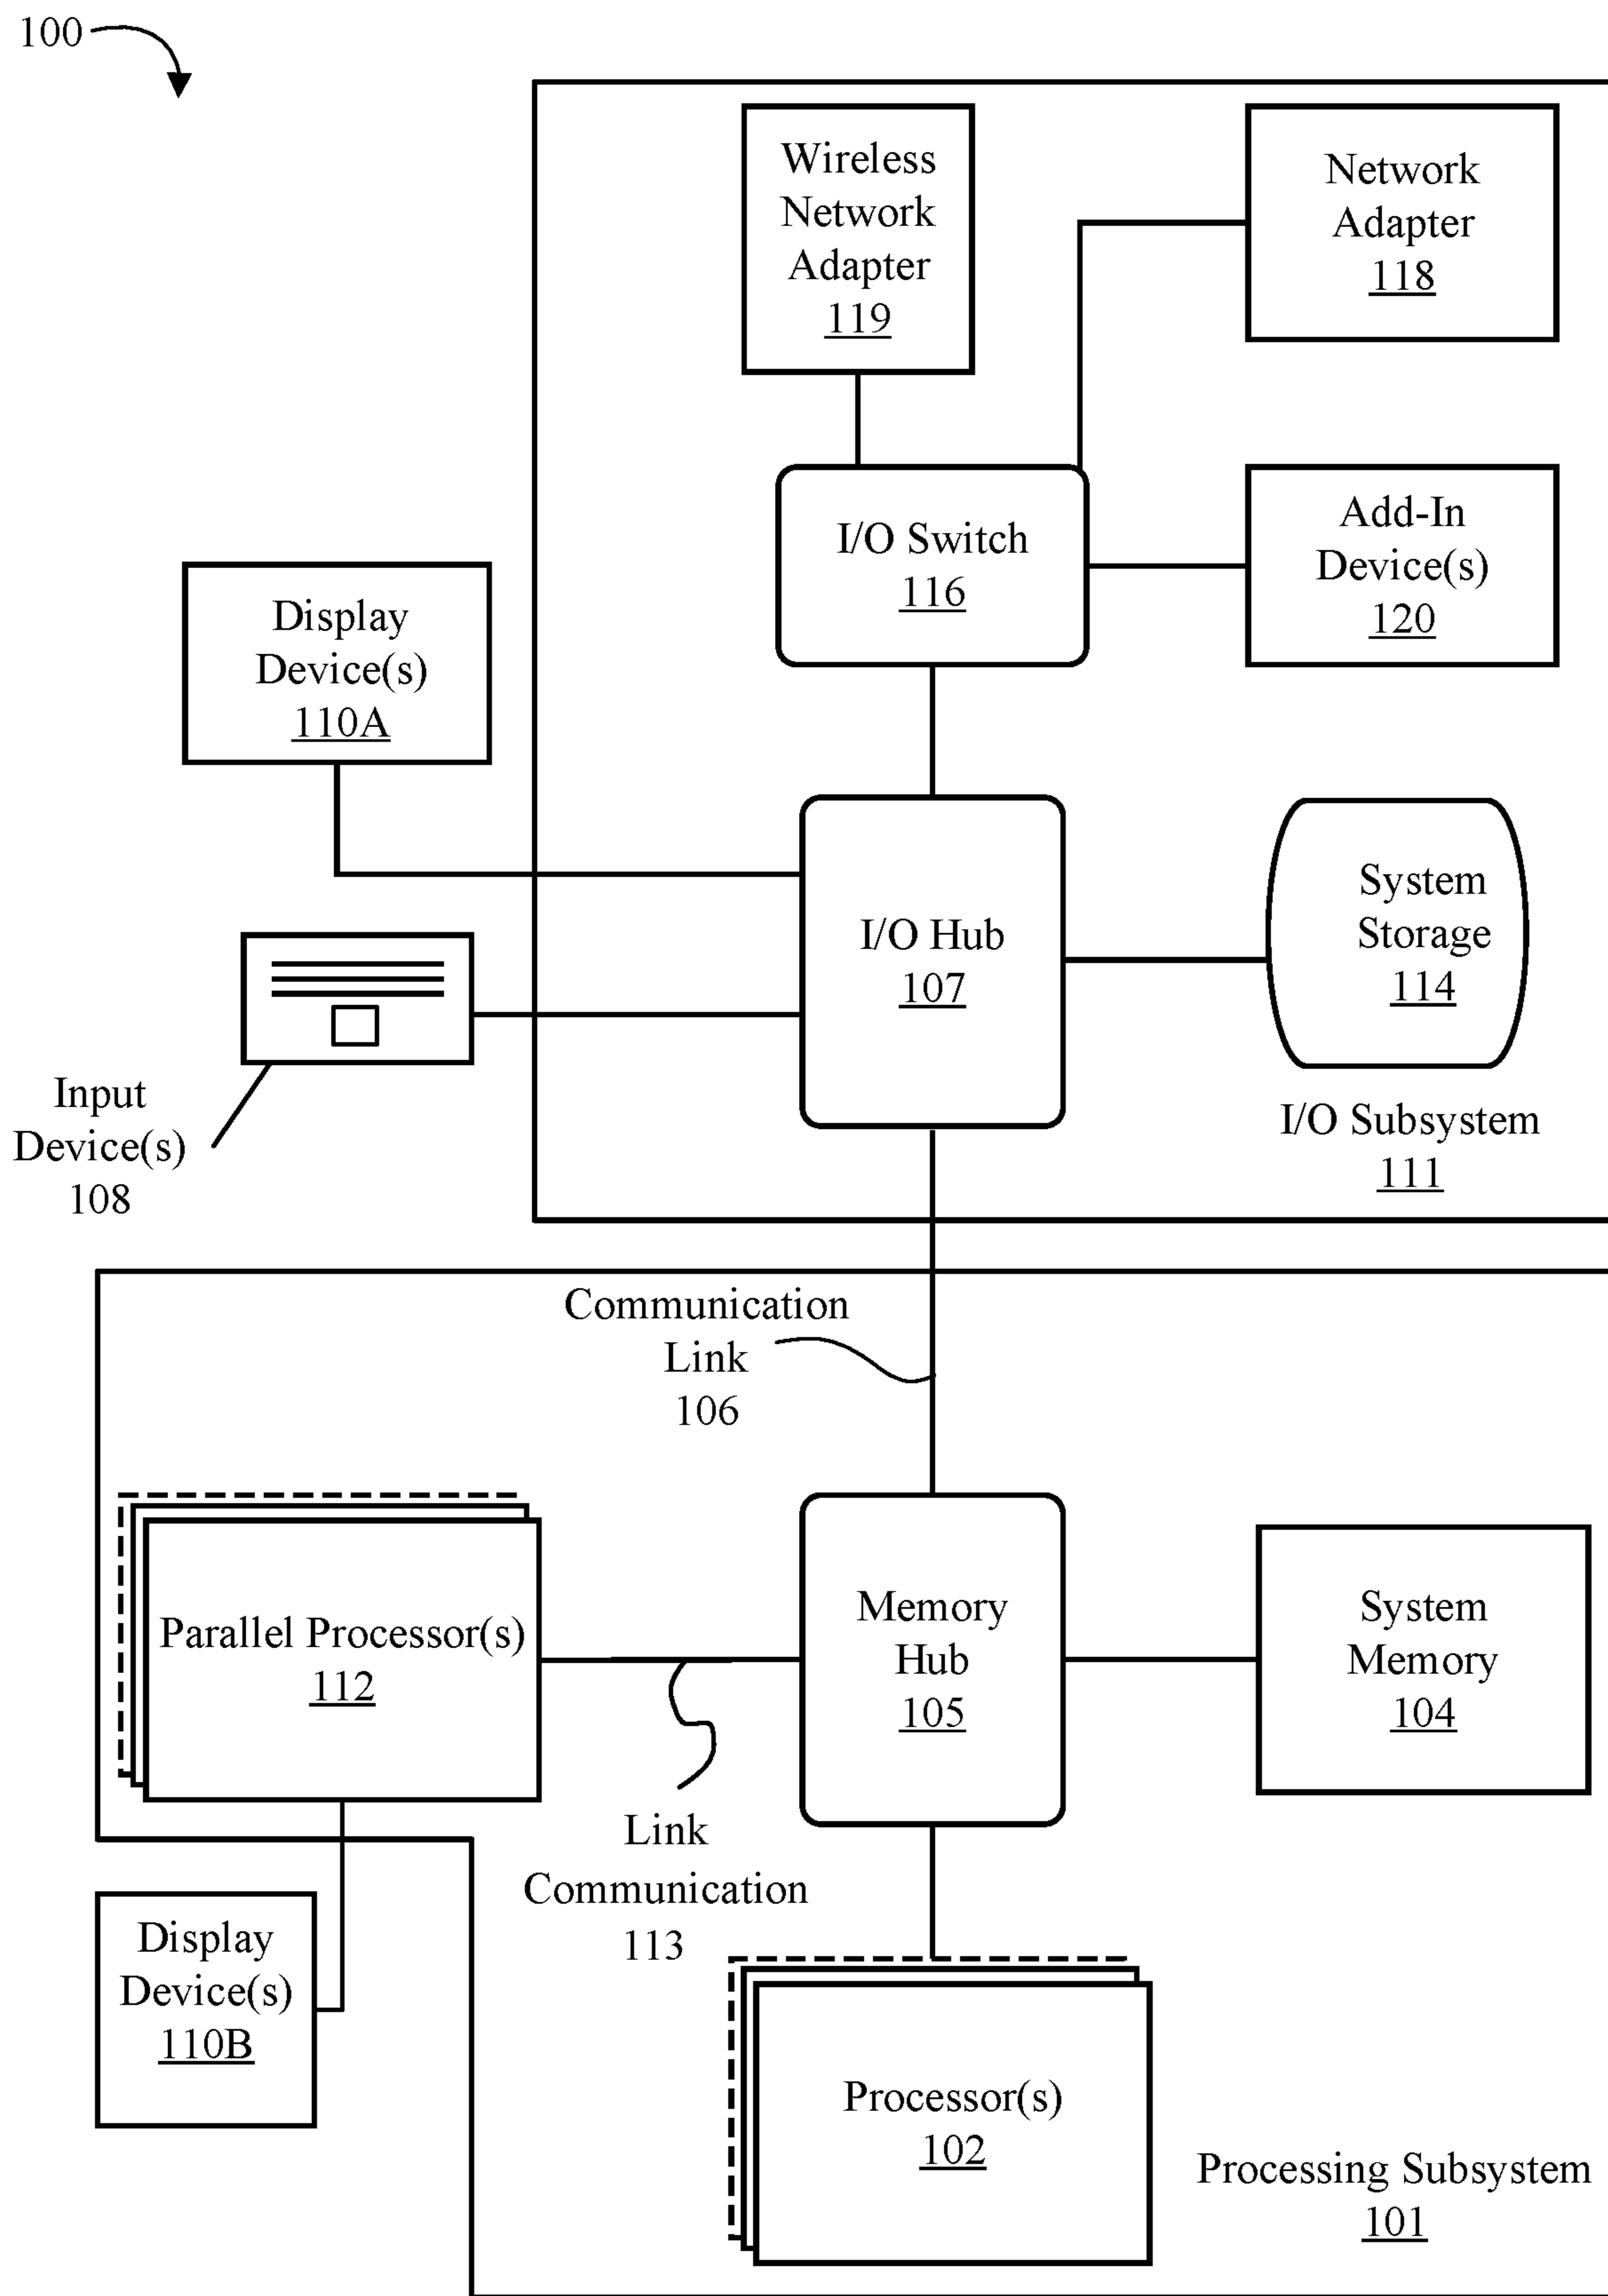 100
Wireless
Network
Adapter
119
Network
Adapter
118
I/O Switch
116
Add-In
Device(s)
120
Display
Device(s)
110A
I/O Hub
107
System
Storage
114
Input
Device(s)
108
I/O Subsystem
111
Communication
Link
106
Parallel Processor(s)
112
Memory
Hub
105
System
Memory
104
Link
Communication
113
Display
Device(s)
110B
Processor(s)
102
Processing Subsystem
101